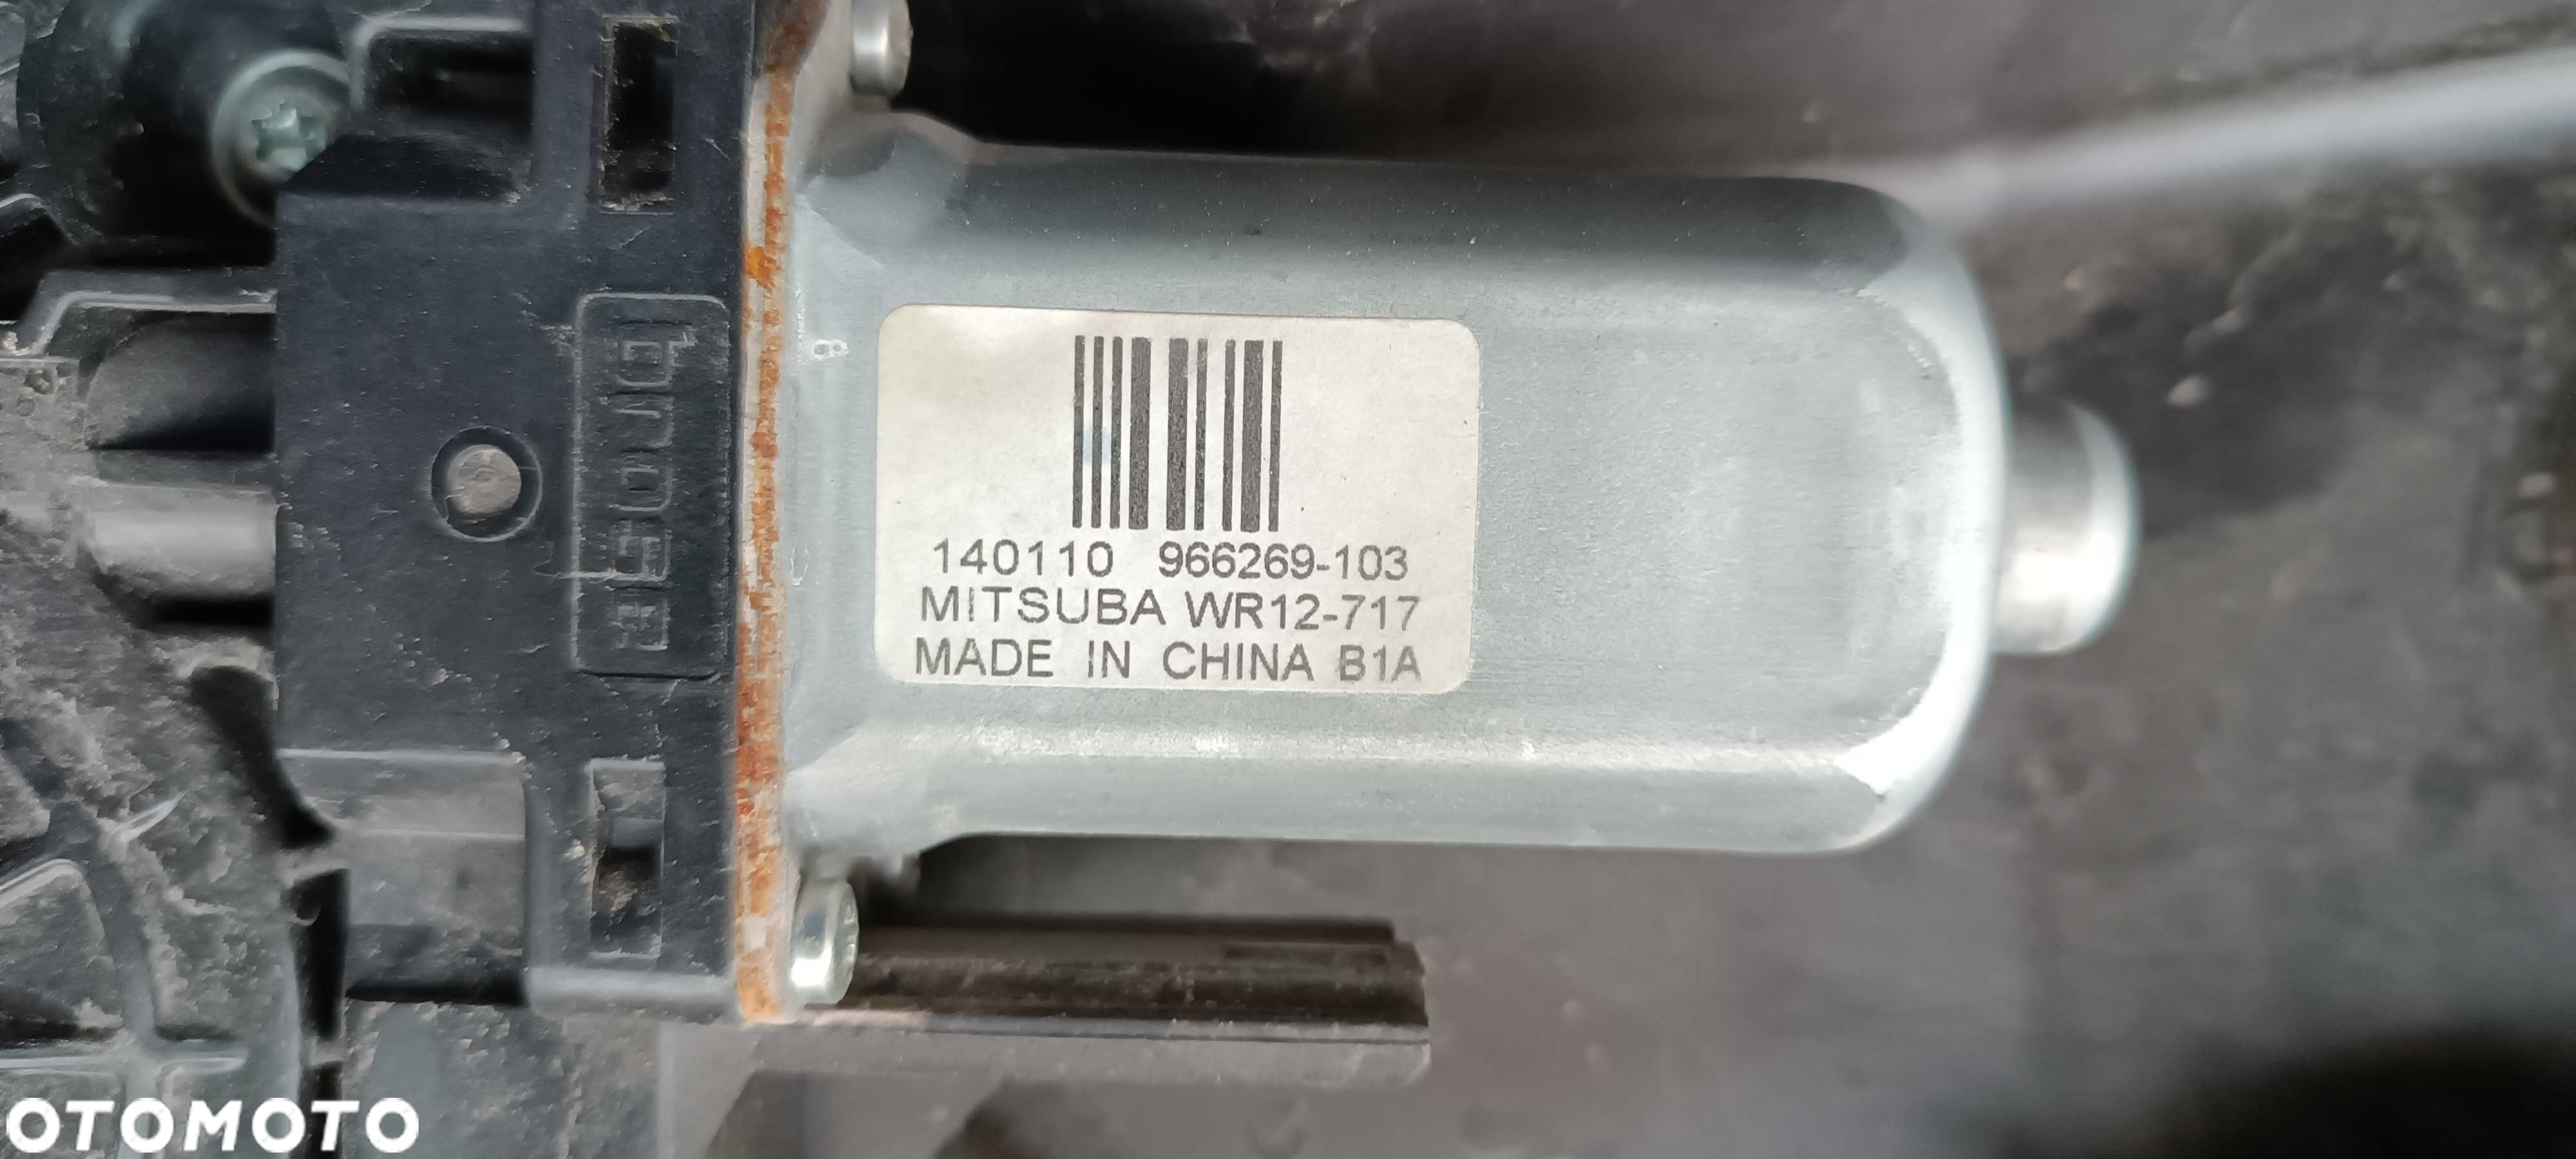 brose
140110 966269-103
MITSUBA WR12-717
MADE IN CHINA B1A
OTOMOTO